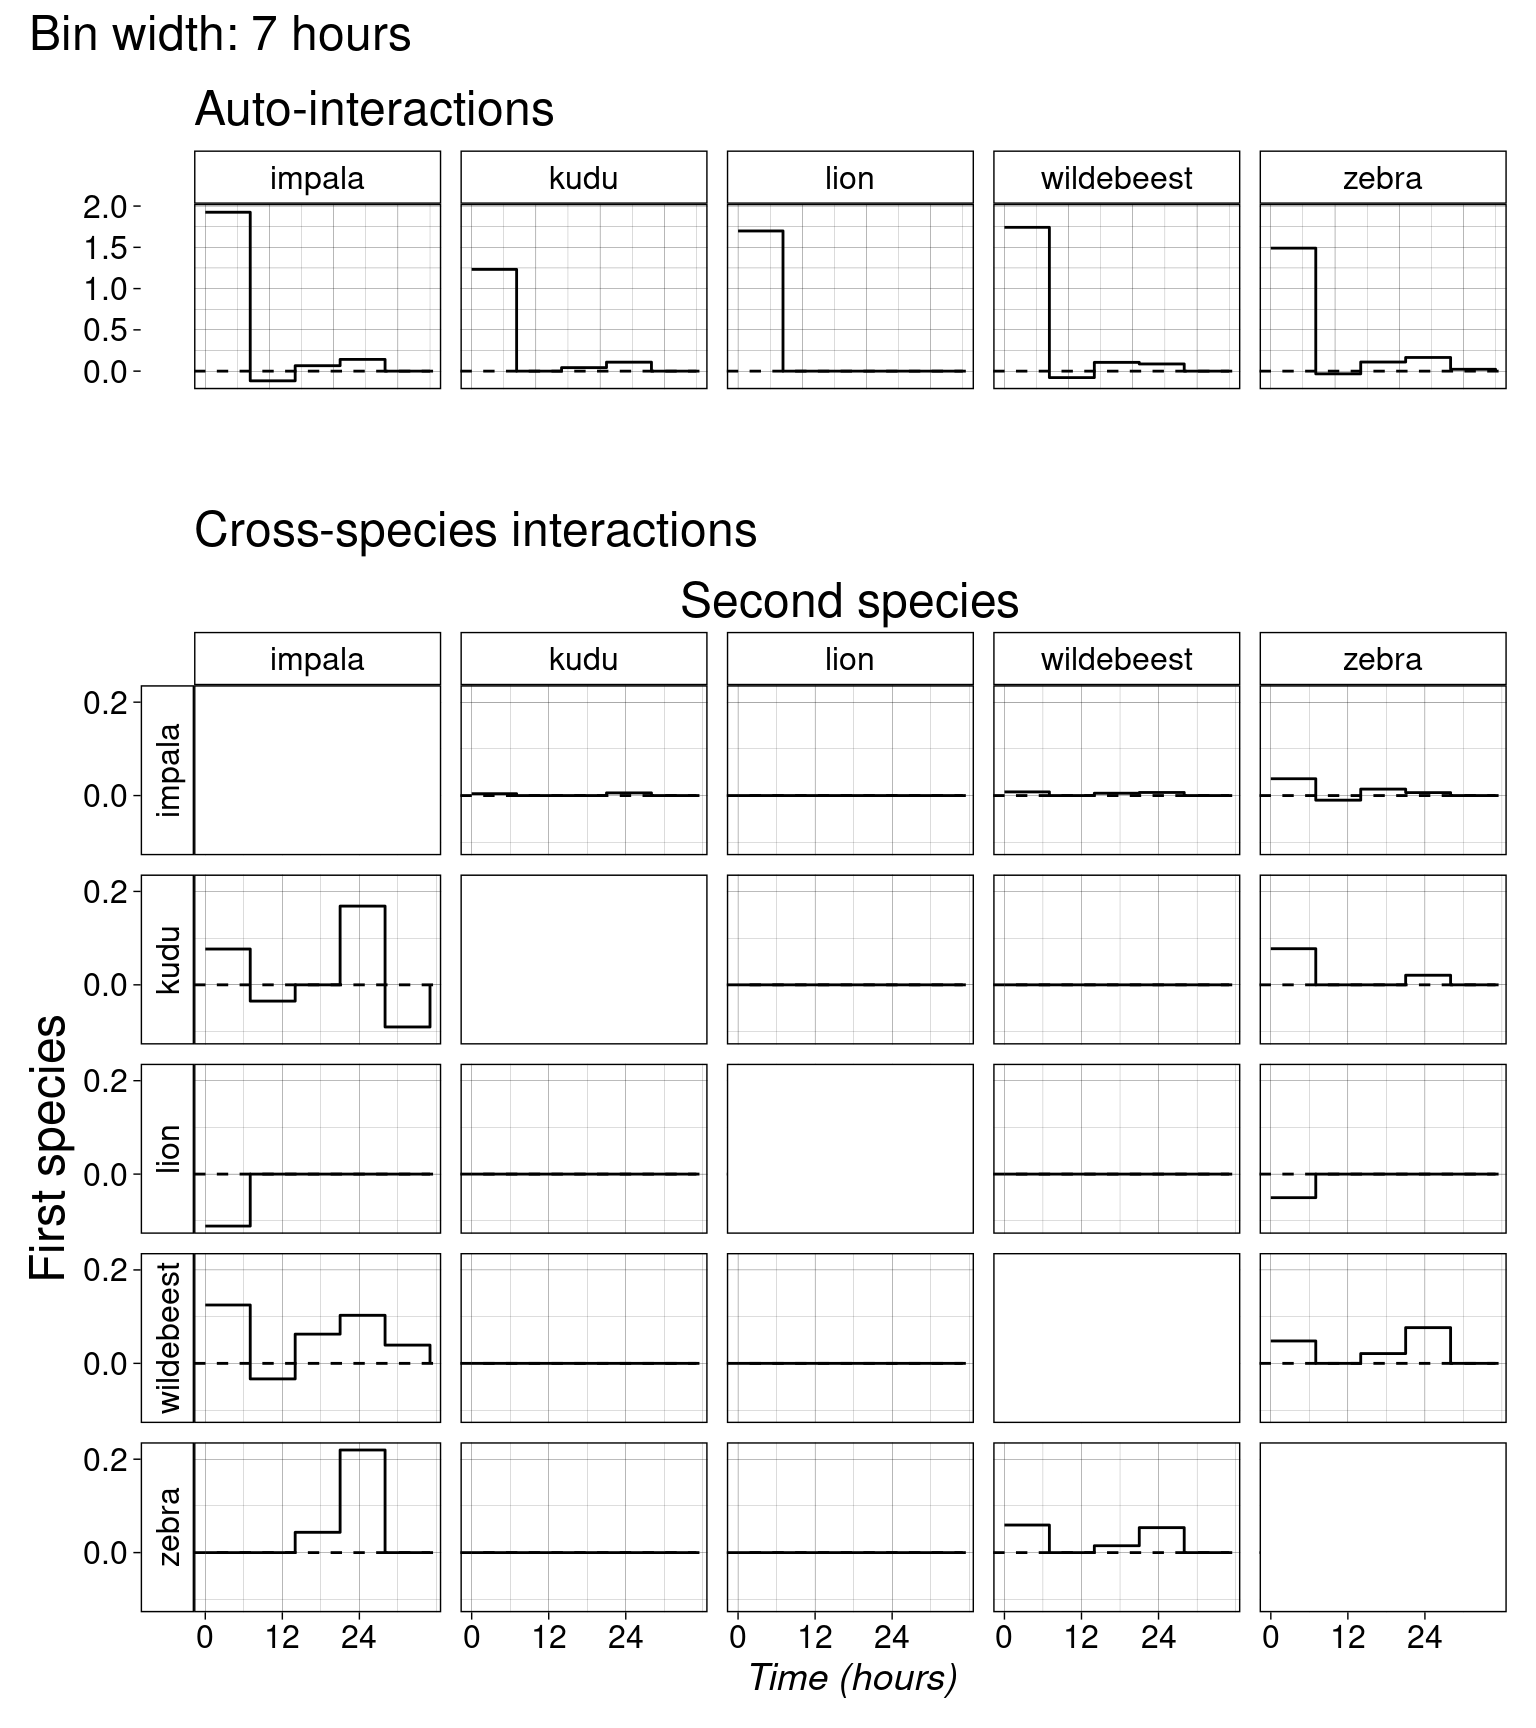 Bin width: 7 hours
Auto-interactions
impala kudu lion wildebeest zebra
2.0
1.5
1.0
0.5
0.0
Cross-species interactions
Second species
impala kudu lion wildebeest zebra
First species
impala
0.2
0.0
kudu
0.2
0.0
lion
0.2
0.0
wildebeest
0.2
0.0
zebra
0.2
0.0
0 12 24 0 12 24 0 12 24 0 12 24 0 12 24
Time (hours)